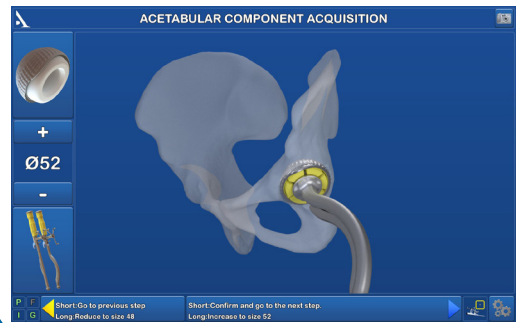 ACETABULAR COMPONENT ACQUISITION
+
Ø52
-
P F
I G
Short:Go to previous step
Long:Reduce to size 48
Short:Confirm and go to the next step.
Long:Increase to size 52